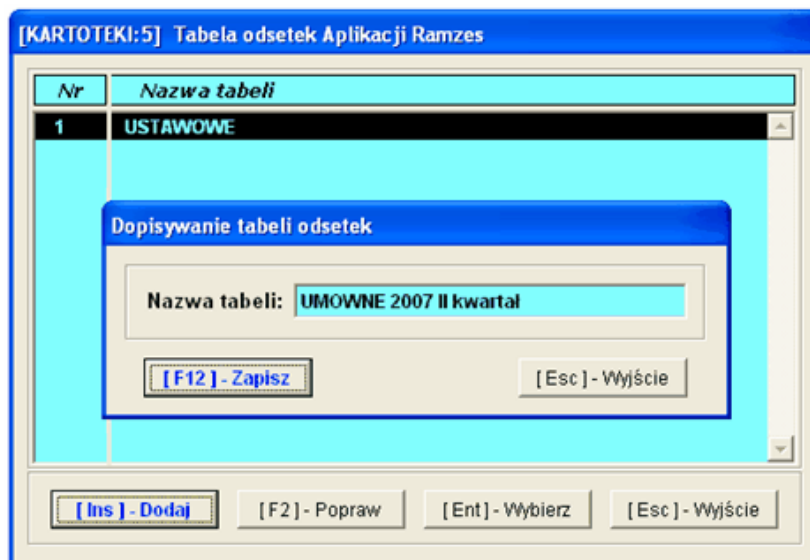 [KARTOTEKI:5] Tabela odsetek Aplikacji Ramzes
Nr Nazwa tabeli
1 USTAWOWE
Dopisywanie tabeli odsetek
Nazwa tabeli: UMOWNE 2007 II kwartał
[ F12 ] - Zapisz [ Esc ] - Wyjście
[ Ins ] - Dodaj [ F2 ] - Popraw [ Ent ] - Wybierz [ Esc ] - Wyjście